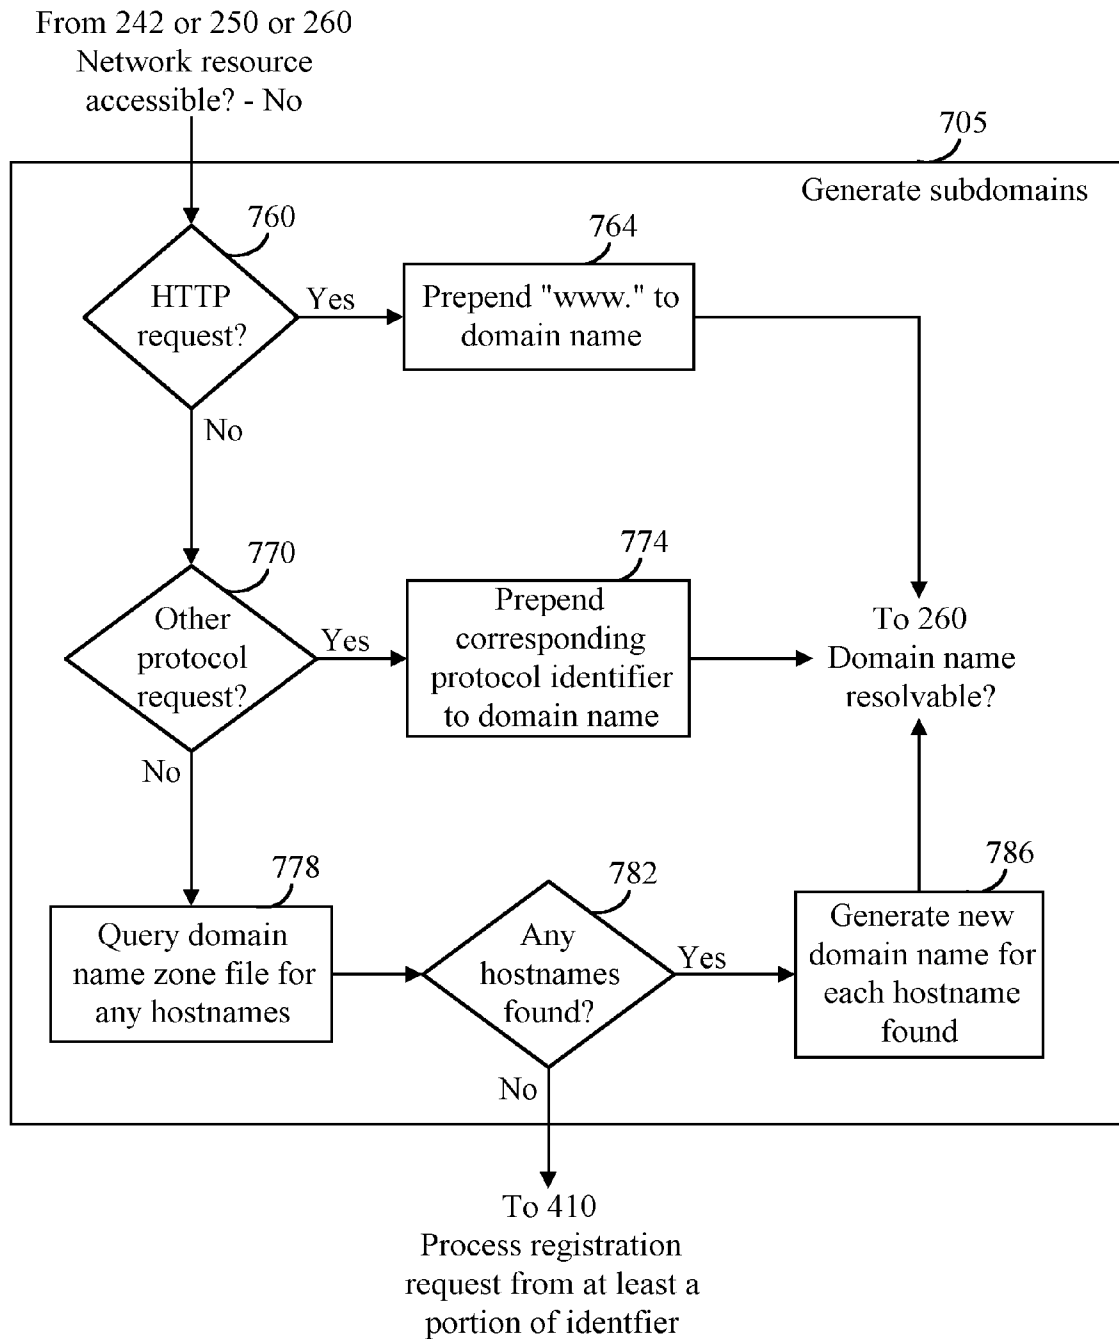 From 242 or 250 or 260
Network resource
accessible? - No
705
Generate subdomains
760
HTTP
request?
Yes
764
Prepend "www." to
domain name
No
770
Other
protocol
request?
Yes
774
Prepend
corresponding
protocol identifier
to domain name
To 260
Domain name
resolvable?
No
778
Query domain
name zone file for
any hostnames
782
Any
hostnames
found?
Yes
786
Generate new
domain name for
each hostname
found
No
To 410
Process registration
request from at least a
portion of identfier